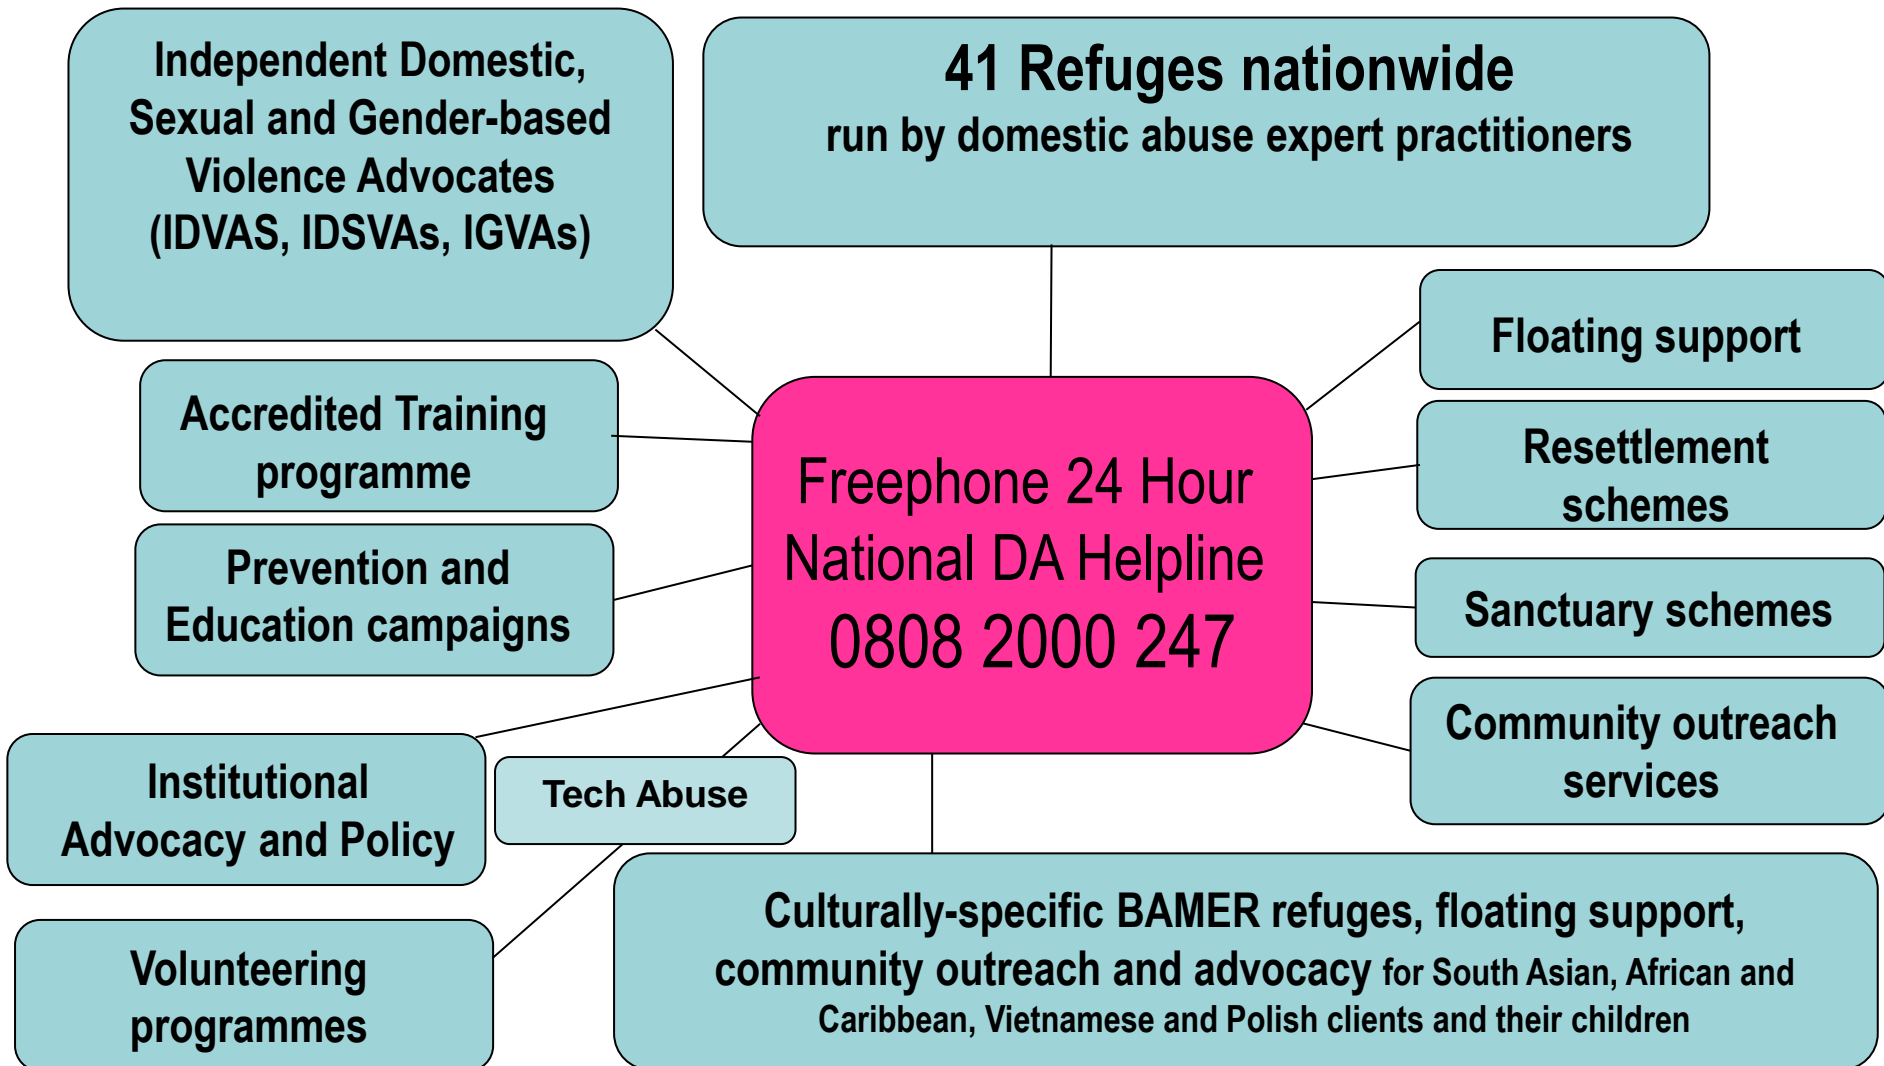 Independent Domestic,
Sexual and Gender-based
Violence Advocates
(IDVAS, IDSVAs, IGVAs)
41 Refuges nationwide
run by domestic abuse expert practitioners
Accredited Training
programme
Prevention and
Education campaigns
Institutional
Advocacy and Policy
Tech Abuse
Volunteering
programmes
Freephone 24 Hour
National DA Helpline
0808 2000 247
Floating support
Resettlement
schemes
Sanctuary schemes
Community outreach
services
Culturally-specific BAMER refuges, floating support,
community outreach and advocacy for South Asian, African and
Caribbean, Vietnamese and Polish clients and their children